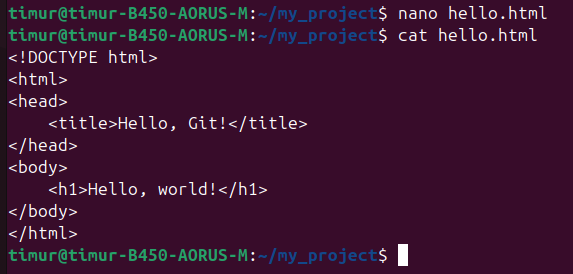 timur@timur-B450-AORUS-M:~/my_project$ nano hello.html
timur@timur-B450-AORUS-M:~/my_project$ cat hello.html
<!DOCTYPE html>
<html>
<head>
    <title>Hello, Git!</title>
</head>
<body>
    <h1>Hello, world!</h1>
</body>
</html>
timur@timur-B450-AORUS-M:~/my_project$